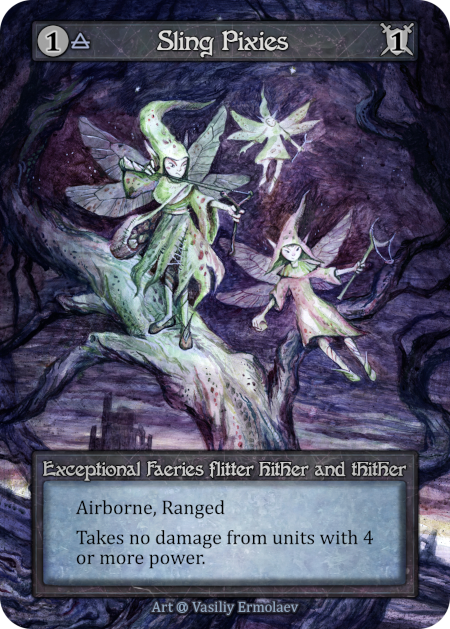 1 Sling Pixies 1
Exceptional Faeries flitter hither and thither
Airborne, Ranged
Takes no damage from units with 4
or more power.
Art @ Vasiliy Ermolaev